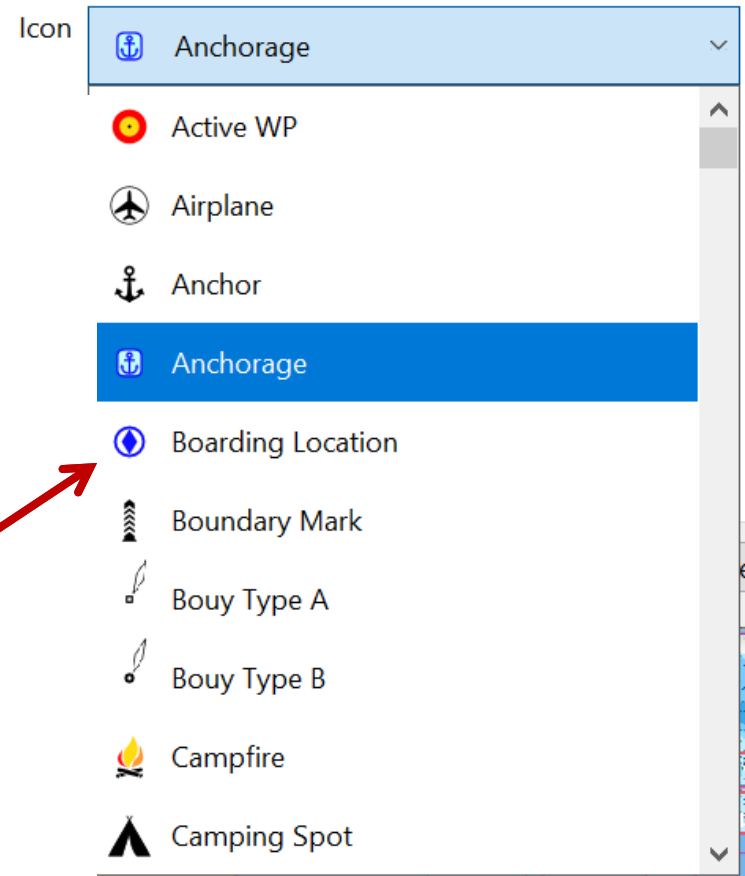 Icon
Anchorage
Active WP
Airplane
Anchor
Anchorage
Boarding Location
Boundary Mark
Bouy Type A
Bouy Type B
Campfire
Camping Spot